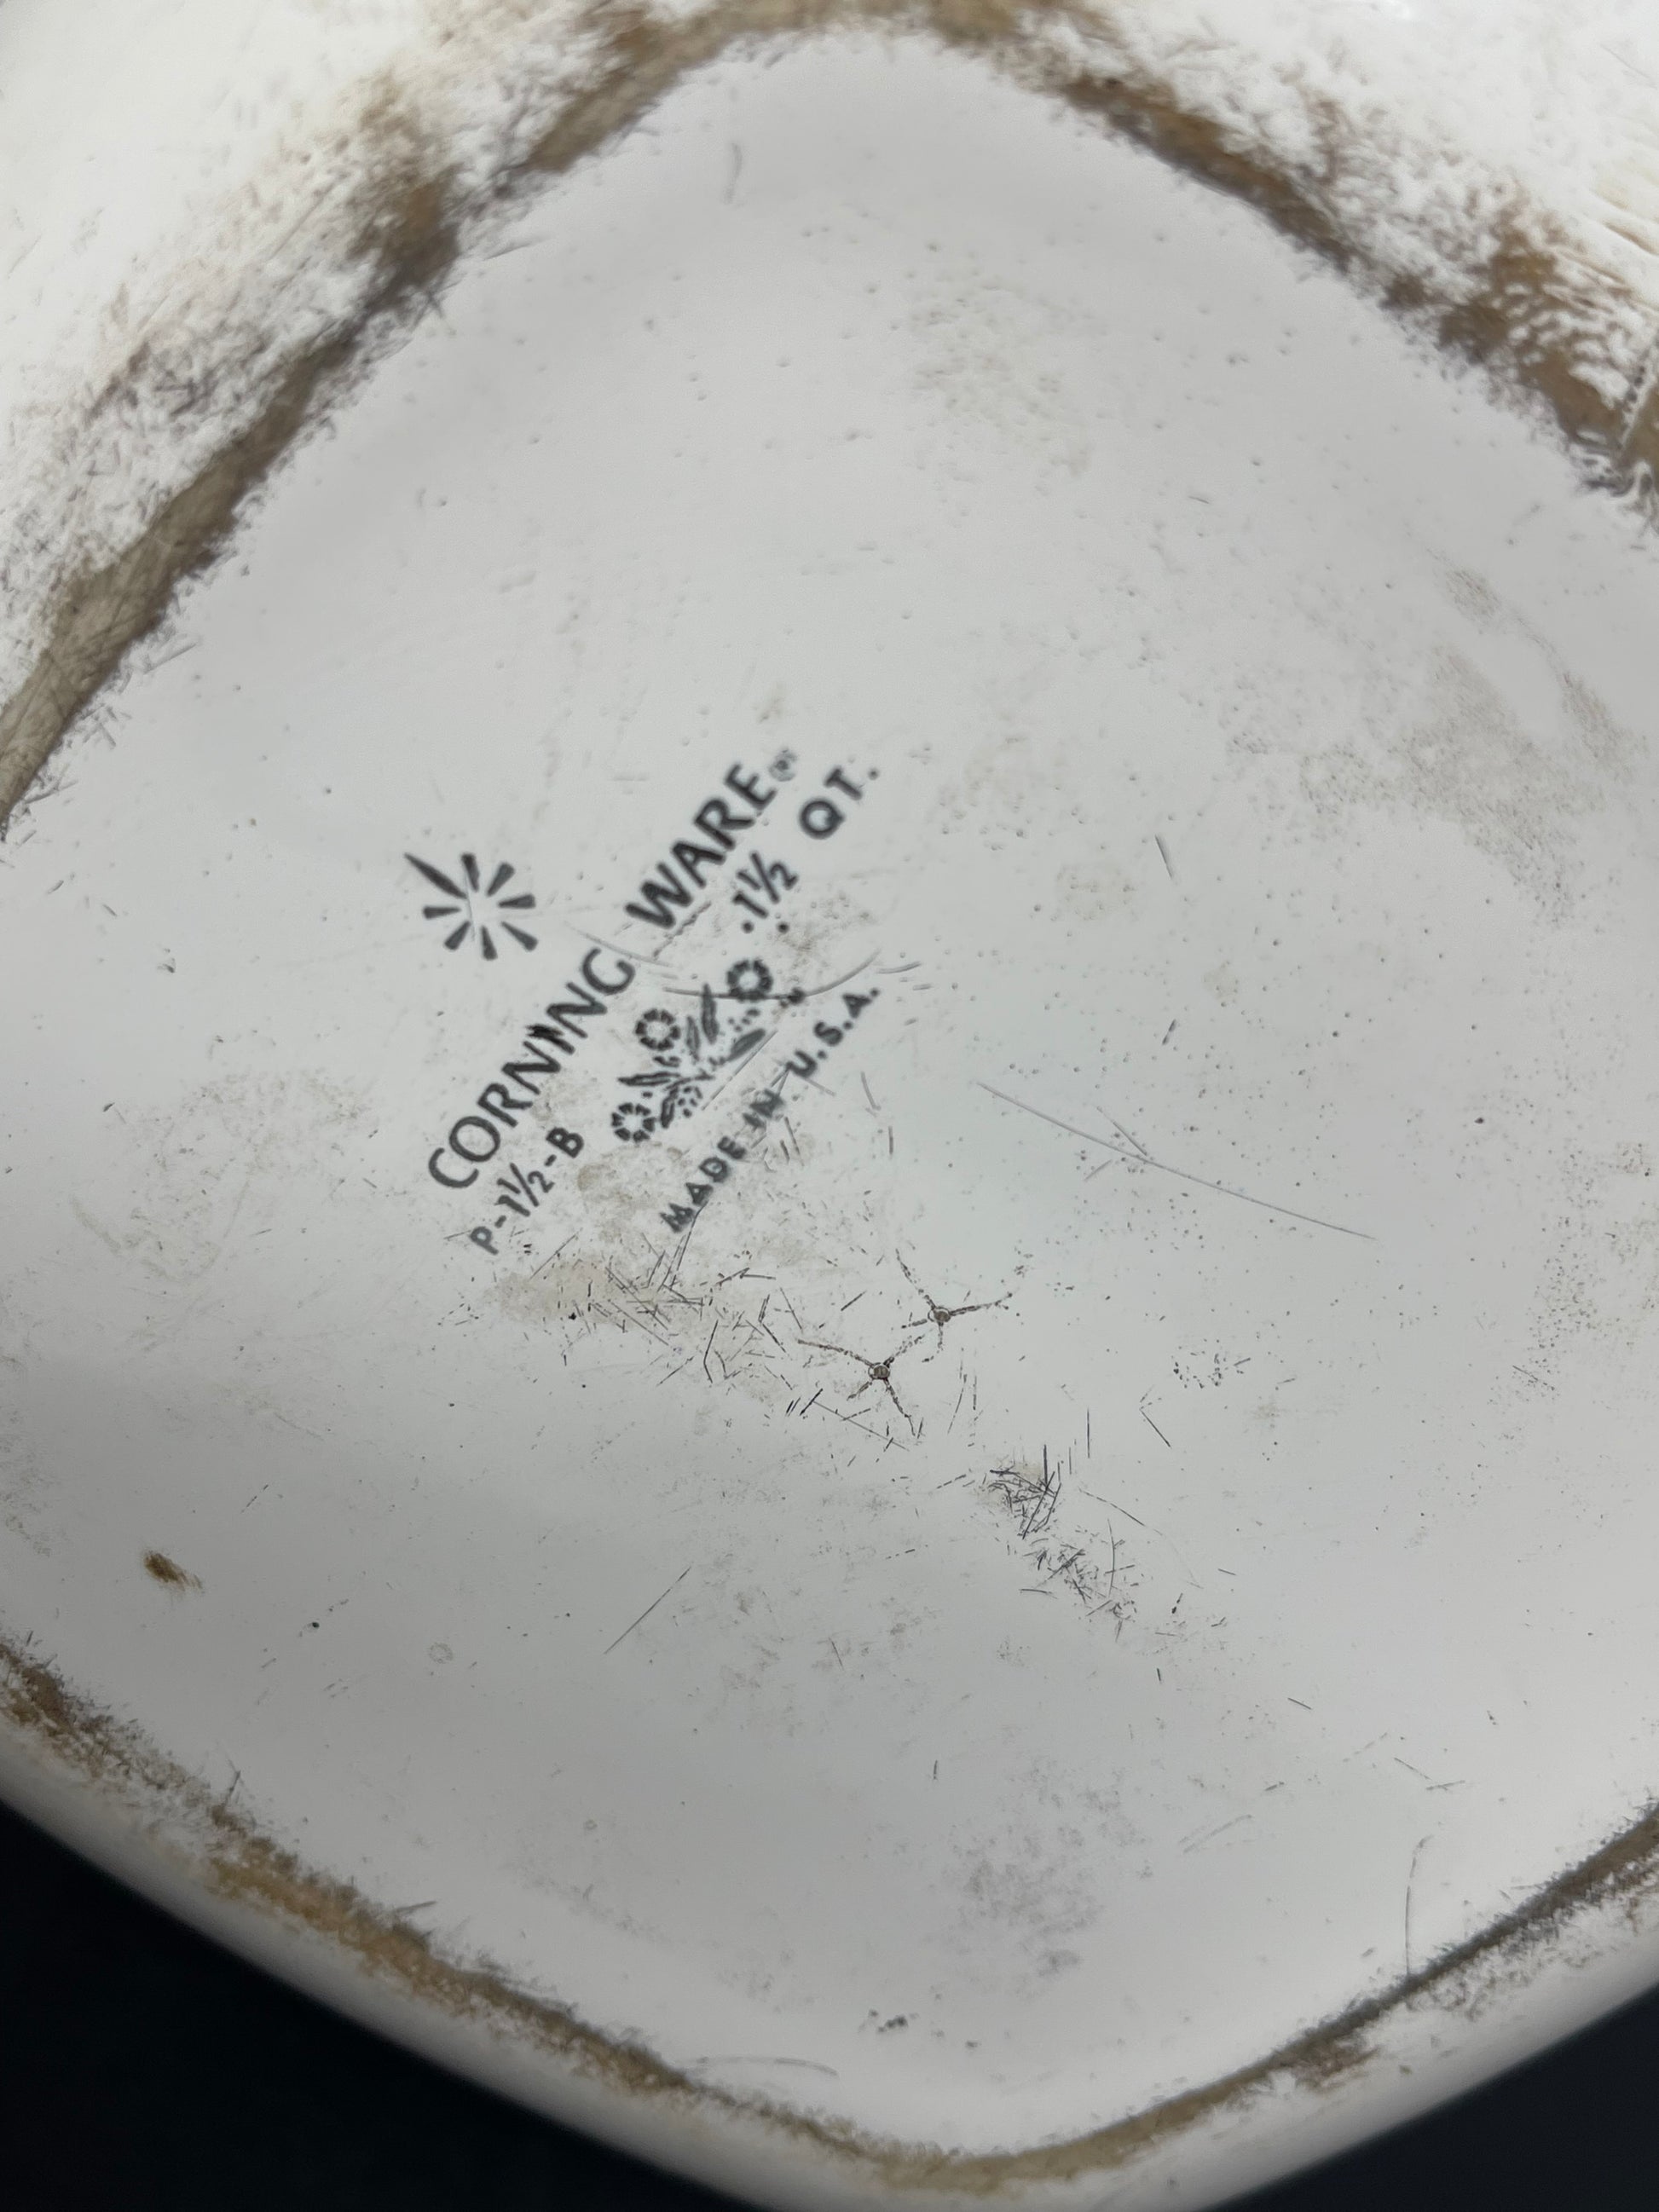 CORNING WARE®
P-1½-B 1½ QT.
MADE IN U.S.A.